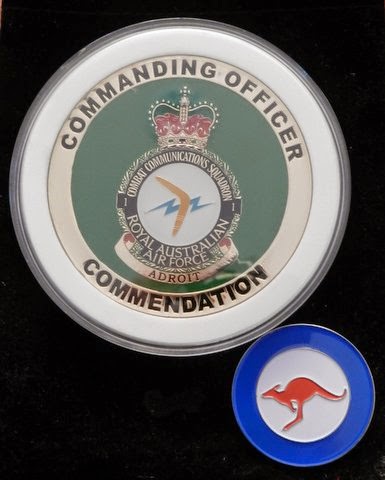 COMMANDING OFFICER
COMBAT COMMUNICATIONS SQUADRON
1 1
ROYAL AUSTRALIAN
AIR FORCE
ADROIT
COMMENDATION